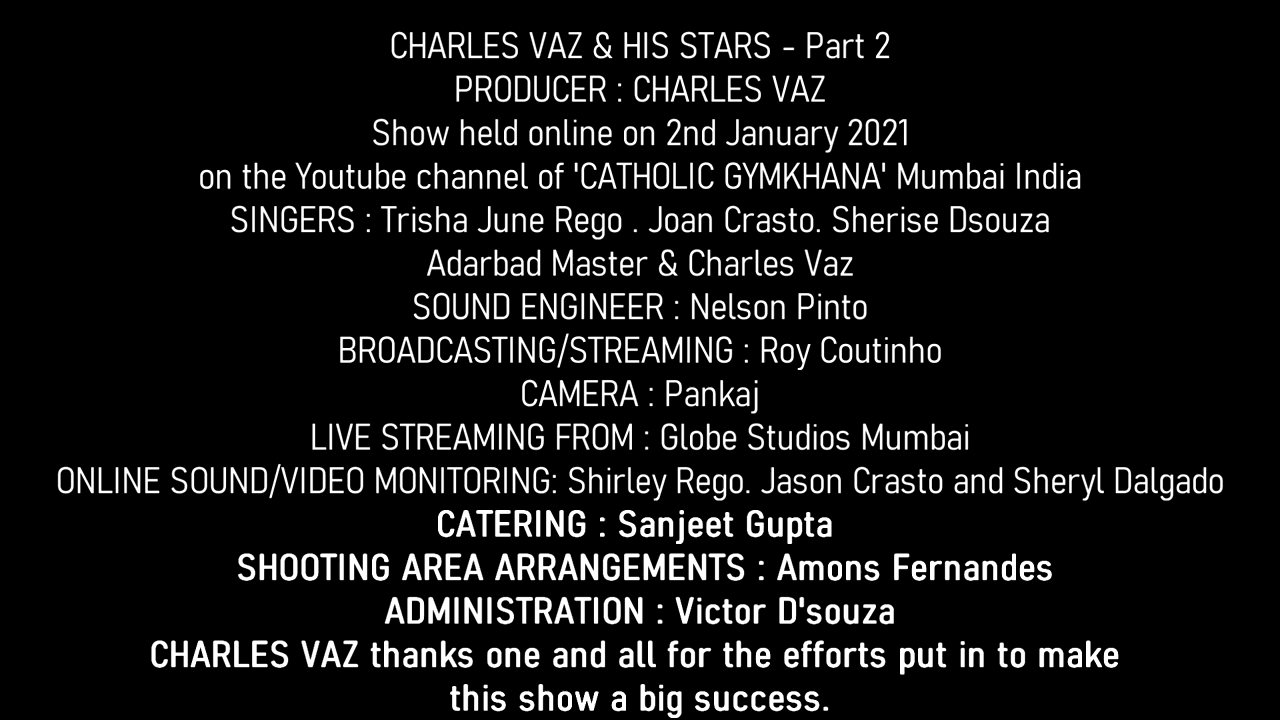 CHARLES VAZ & HIS STARS - Part 2
PRODUCER : CHARLES VAZ
Show held online on 2nd January 2021
on the Youtube channel of 'CATHOLIC GYMKHANA' Mumbai India
SINGERS : Trisha June Rego . Joan Crasto. Sherise Dsouza
Adarbad Master & Charles Vaz
SOUND ENGINEER : Nelson Pinto
BROADCASTING/STREAMING : Roy Coutinho
CAMERA : Pankaj
LIVE STREAMING FROM : Globe Studios Mumbai
ONLINE SOUND/VIDEO MONITORING: Shirley Rego. Jason Crasto and Sheryl Dalgado
CATERING : Sanjeet Gupta
SHOOTING AREA ARRANGEMENTS : Amons Fernandes
ADMINISTRATION : Victor D'souza
CHARLES VAZ thanks one and all for the efforts put in to make
this show a big success.